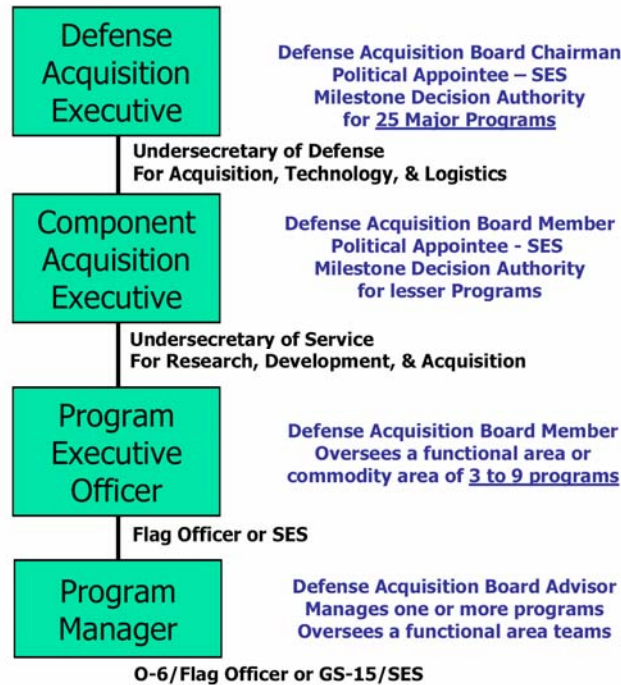 Defense
Acquisition
Executive
Defense Acquisition Board Chairman
Political Appointee – SES
Milestone Decision Authority
for 25 Major Programs
Undersecretary of Defense
For Acquisition, Technology, & Logistics
Component
Acquisition
Executive
Defense Acquisition Board Member
Political Appointee - SES
Milestone Decision Authority
for lesser Programs
Undersecretary of Service
For Research, Development, & Acquisition
Program
Executive
Officer
Defense Acquisition Board Member
Oversees a functional area or
commodity area of 3 to 9 programs
Flag Officer or SES
Program
Manager
Defense Acquisition Board Advisor
Manages one or more programs
Oversees a functional area teams
O-6/Flag Officer or GS-15/SES